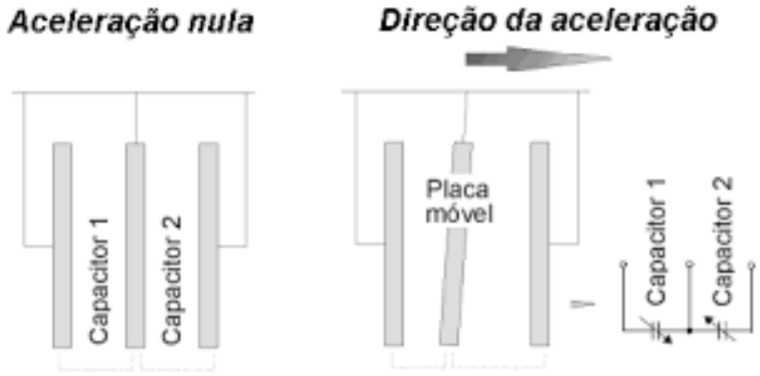 Aceleração nula
Direção da aceleração
Capacitor 1
Capacitor 2
Placa
móvel
Capacitor 1
Capacitor 2